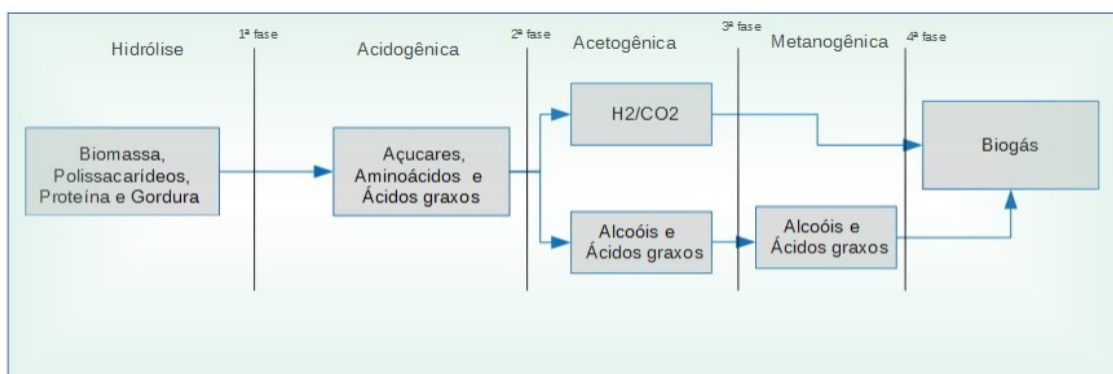 Hidrólise
1ª fase
Acidogênica
2ª fase
Acetogênica
3ª fase
Metanogênica
4ª fase
Biomassa,
Polissacarídeos,
Proteína e Gordura
Açucares,
Aminoácidos e
Ácidos graxos
H2/CO2
Alcoóis e
Ácidos graxos
Alcoóis e
Ácidos graxos
Biogás